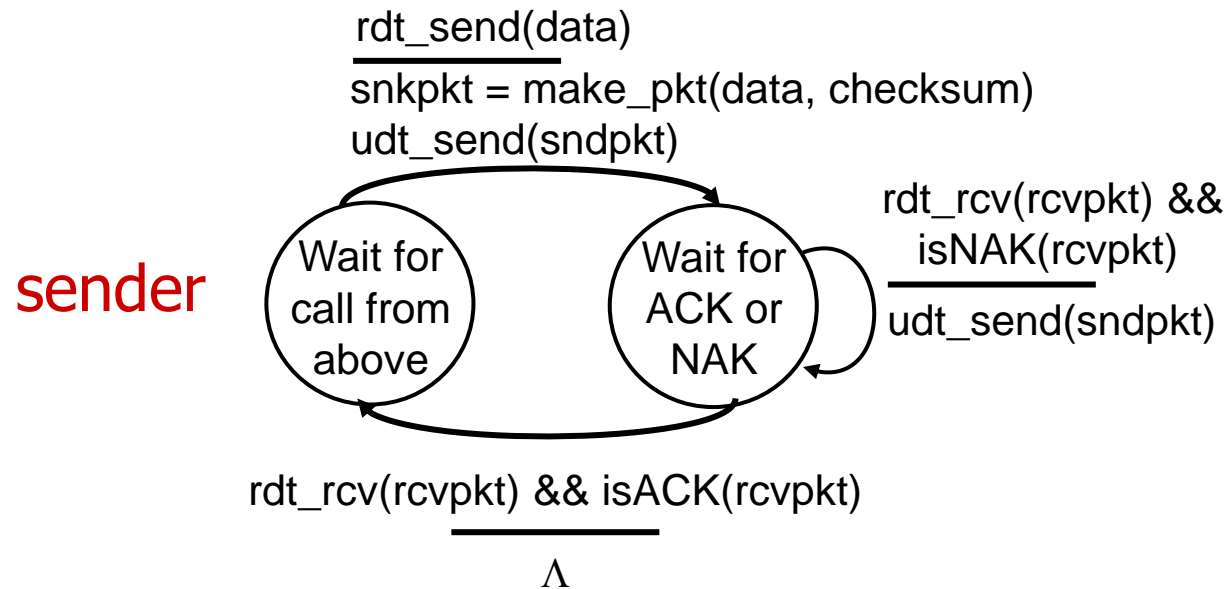 rdt_send(data)
snkpkt = make_pkt(data, checksum)
udt_send(sndpkt)
sender
Wait for
call from
above
Wait for
ACK or
NAK
rdt_rcv(rcvpkt) &&
isNAK(rcvpkt)
udt_send(sndpkt)
rdt_rcv(rcvpkt) && isACK(rcvpkt)
Λ